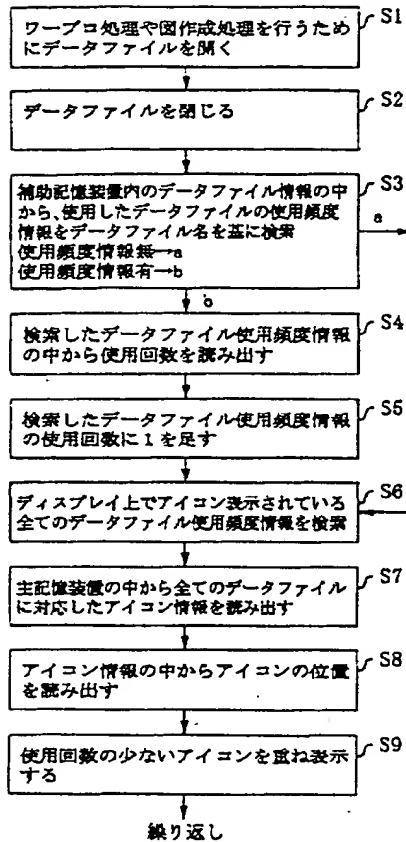 S1
ワープロ処理や図作成処理を行うため
にデータファイルを開く
S2
データファイルを閉じる
S3
補助記憶装置内のデータファイル情報の中
から、使用したデータファイルの使用頻度
情報をデータファイル名を基に検索
使用頻度情報無→a
使用頻度情報有→b
a
b
S4
検索したデータファイル使用頻度情報
の中から使用回数を読み出す
S5
検索したデータファイル使用頻度情報
の使用回数に1を足す
S6
ディスプレイ上でアイコン表示されている
全てのデータファイル使用頻度情報を検索
S7
主記憶装置の中から全てのデータファイル
に対応したアイコン情報を読み出す
S8
アイコン情報の中からアイコンの位置
を読み出す
S9
使用回数の少ないアイコンを重ね表示
する
繰り返し